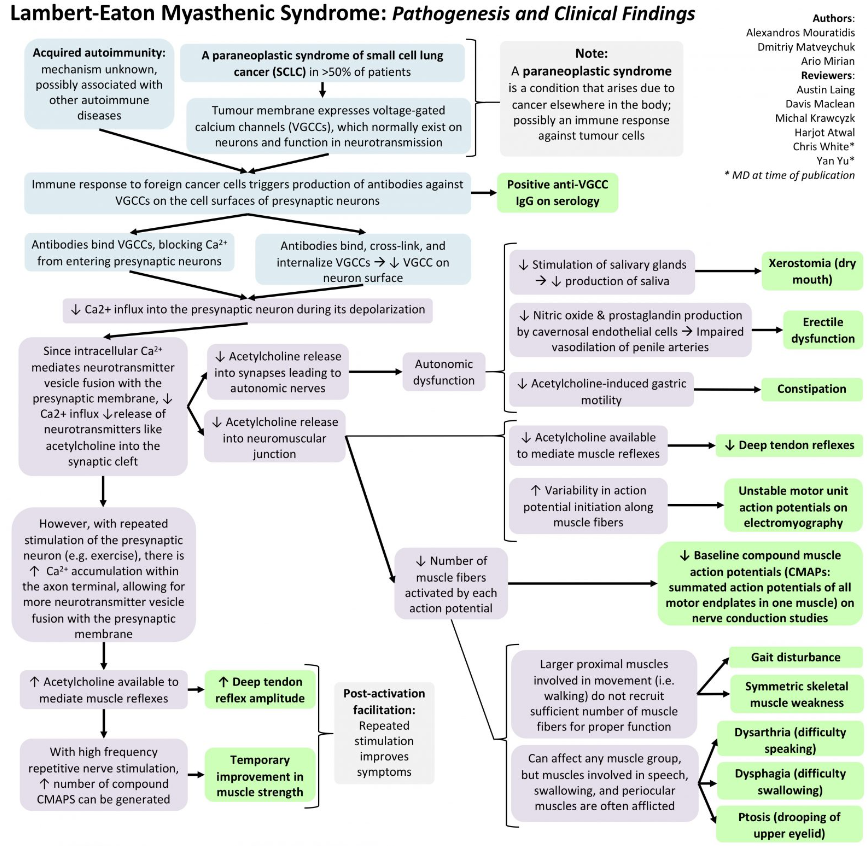 Lambert-Eaton Myasthenic Syndrome: Pathogenesis and Clinical Findings
Authors:
Alexandros Mouratidis
Dmitriy Matveychuk
Ario Mirian
Reviewers:
Austin Laing
Davis Maclean
Michal Krawczyk
Harjot Atwal
Chris White*
Yan Yu*
* MD at time of publication
Acquired autoimmunity:
mechanism unknown,
possibly associated with
other autoimmune
diseases
A paraneoplastic syndrome of small cell lung
cancer (SCLC) in >50% of patients
Tumour membrane expresses voltage-gated
calcium channels (VGCCs), which normally exist on
neurons and function in neurotransmission
Note:
A paraneoplastic syndrome
is a condition that arises due to
cancer elsewhere in the body;
possibly an immune response
against tumour cells
Immune response to foreign cancer cells triggers production of antibodies against
VGCCs on the cell surfaces of presynaptic neurons
Positive anti-VGCC
IgG on serology
Antibodies bind VGCCs, blocking Ca²⁺
from entering presynaptic neurons
Antibodies bind, cross-link, and
internalize VGCCs → ↓ VGCC on
neuron surface
↓ Ca2+ influx into the presynaptic neuron during its depolarization
Since intracellular Ca²⁺
mediates neurotransmitter
vesicle fusion with the
presynaptic membrane, ↓
Ca2+ influx ↓release of
neurotransmitters like
acetylcholine into the
synaptic cleft
↓ Acetylcholine release
into synapses leading to
autonomic nerves
Autonomic
dysfunction
↓ Stimulation of salivary glands
→ ↓ production of saliva
Xerostomia (dry
mouth)
↓ Nitric oxide & prostaglandin production
by cavernosal endothelial cells → Impaired
vasodilation of penile arteries
Erectile
dysfunction
↓ Acetylcholine-induced gastric
motility
Constipation
↓ Acetylcholine release
into neuromuscular
junction
↓ Acetylcholine available
to mediate muscle reflexes
↓ Deep tendon reflexes
↑ Variability in action
potential initiation along
muscle fibers
Unstable motor unit
action potentials on
electromyography
However, with repeated
stimulation of the presynaptic
neuron (e.g. exercise), there is
↑ Ca²⁺ accumulation within
the axon terminal, allowing for
more neurotransmitter vesicle
fusion with the presynaptic
membrane
↓ Number of
muscle fibers
activated by each
action potential
↓ Baseline compound muscle
action potentials (CMAPs:
summated action potentials of all
motor endplates in one muscle) on
nerve conduction studies
↑ Acetylcholine available to
mediate muscle reflexes
↑ Deep tendon
reflex amplitude
With high frequency
repetitive nerve stimulation,
↑ number of compound
CMAPS can be generated
Temporary
improvement in
muscle strength
Post-activation
facilitation:
Repeated
stimulation
improves
symptoms
Larger proximal muscles
involved in movement (i.e.
walking) do not recruit
sufficient number of muscle
fibers for proper function
Gait disturbance
Symmetric skeletal
muscle weakness
Can affect any muscle group,
but muscles involved in speech,
swallowing, and periocular
muscles are often afflicted
Dysarthria (difficulty
speaking)
Dysphagia (difficulty
swallowing)
Ptosis (drooping of
upper eyelid)